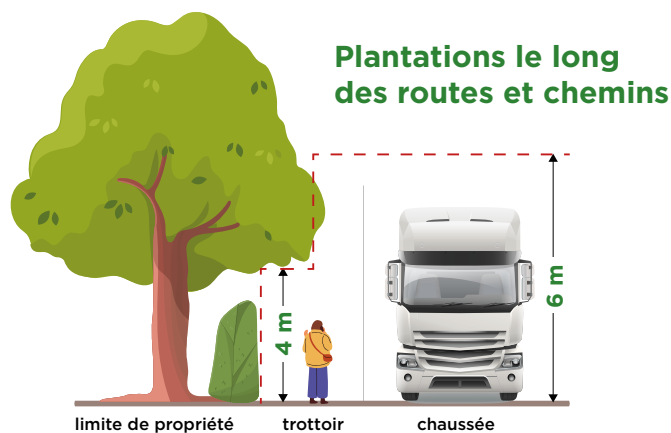 Plantations le long
des routes et chemins
4 m
6 m
limite de propriété trottoir chaussée